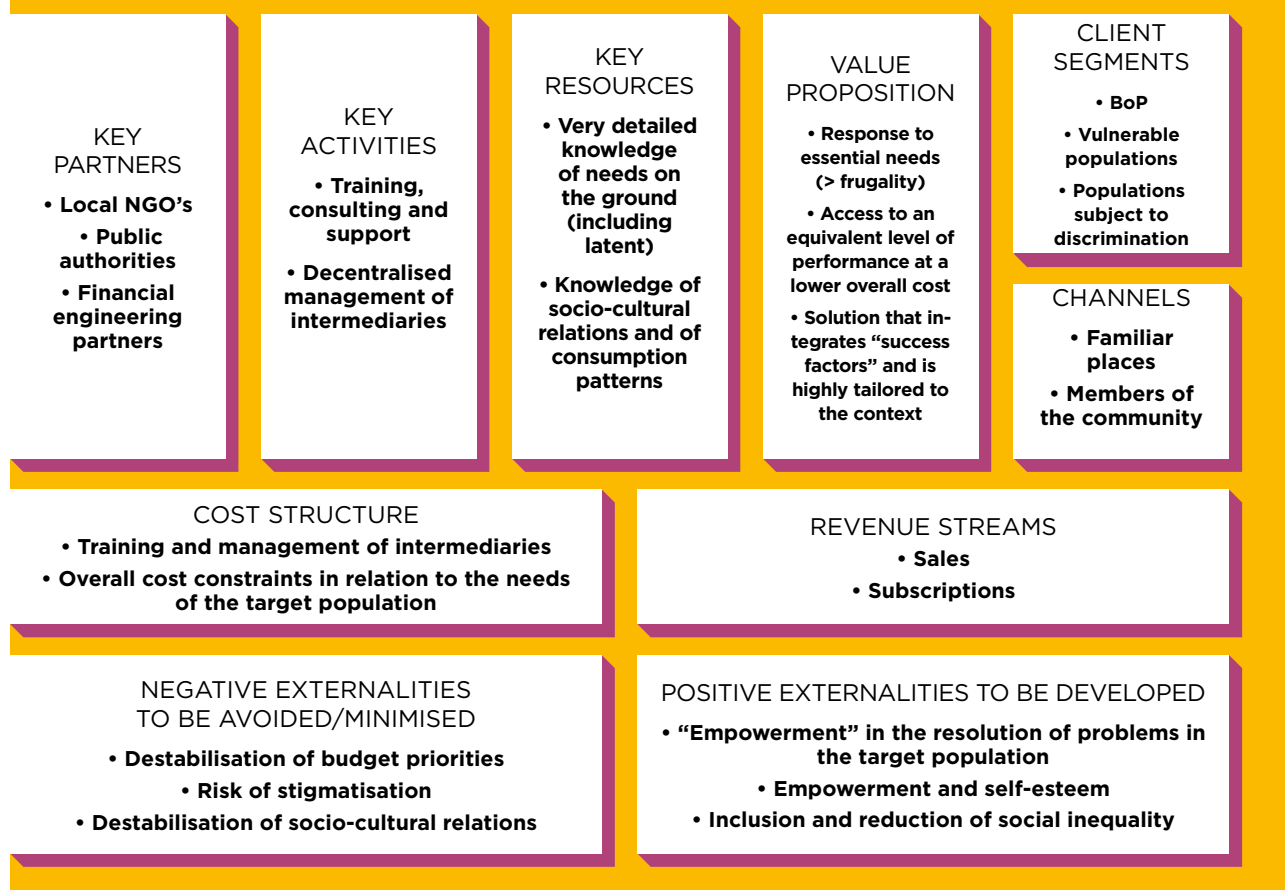 KEY
PARTNERS
• Local NGO's
• Public
authorities
• Financial
engineering
partners
KEY
ACTIVITIES
• Training,
consulting and
support
• Decentralised
management of
intermediaries
KEY
RESOURCES
• Very detailed
knowledge
of needs on
the ground
(including
latent)
• Knowledge of
socio-cultural
relations and of
consumption
patterns
VALUE
PROPOSITION
• Response to
essential needs
(> frugality)
• Access to an
equivalent level of
performance at a
lower overall cost
• Solution that in-
tegrates “success
factors” and is
highly tailored to
the context
CLIENT
SEGMENTS
• BoP
• Vulnerable
populations
• Populations
subject to
discrimination
CHANNELS
• Familiar
places
• Members of
the community
COST STRUCTURE
• Training and management of intermediaries
• Overall cost constraints in relation to the needs
of the target population
REVENUE STREAMS
• Sales
• Subscriptions
NEGATIVE EXTERNALITIES
TO BE AVOIDED/MINIMISED
• Destabilisation of budget priorities
• Risk of stigmatisation
• Destabilisation of socio-cultural relations
POSITIVE EXTERNALITIES TO BE DEVELOPED
• “Empowerment” in the resolution of problems in
the target population
• Empowerment and self-esteem
• Inclusion and reduction of social inequality